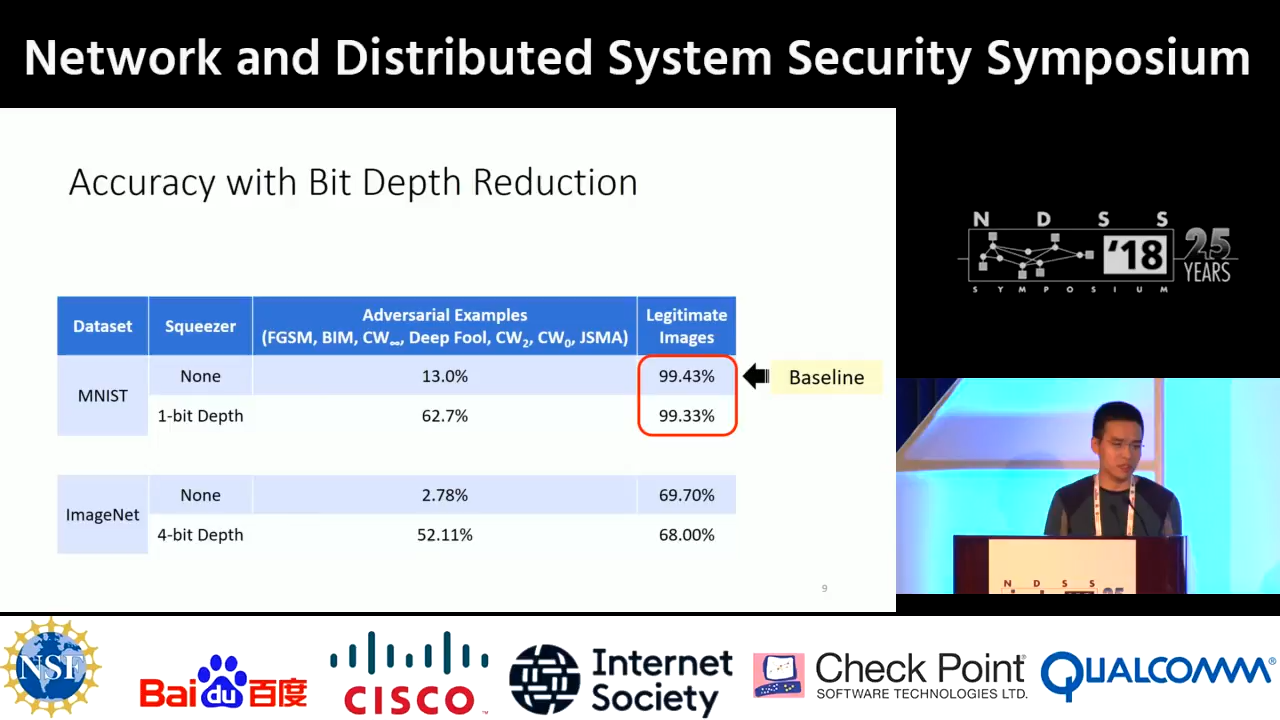 Network and Distributed System Security Symposium
Accuracy with Bit Depth Reduction
Dataset
Squeezer
Adversarial Examples
(FGSM, BIM, CW∞, Deep Fool, CW₂, CW₀, JSMA)
Legitimate
Images
MNIST
None
13.0%
99.43%
Baseline
1-bit Depth
62.7%
99.33%
ImageNet
None
2.78%
69.70%
4-bit Depth
52.11%
68.00%
9
N D S S
'18
25
YEARS
S Y M P O S I U M
N D S S
25
NSF
Bai du 百度
CISCO
Internet
Society
Check Point
SOFTWARE TECHNOLOGIES LTD.
QUALCOMM